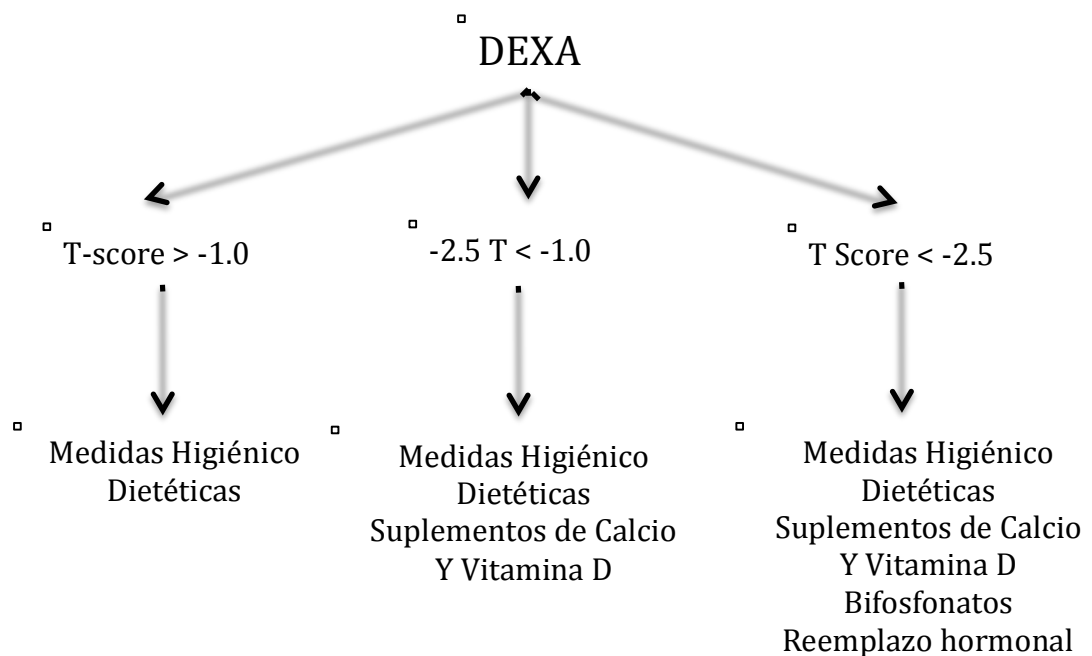 DEXA
T-score > -1.0
-2.5 T < -1.0
T Score < -2.5
Medidas Higiénico
Dietéticas
Medidas Higiénico
Dietéticas
Suplementos de Calcio
Y Vitamina D
Medidas Higiénico
Dietéticas
Suplementos de Calcio
Y Vitamina D
Bifosfonatos
Reemplazo hormonal